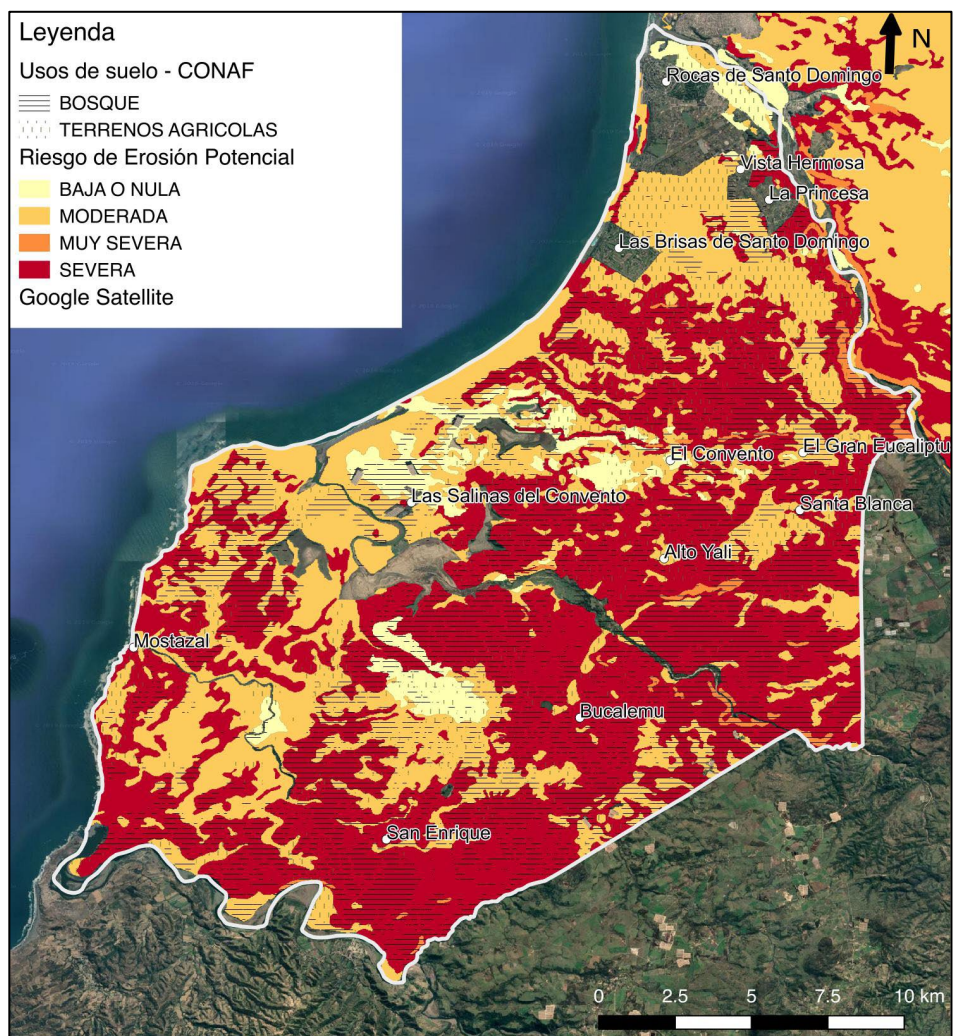 Leyenda
Usos de suelo - CONAF
BOSQUE
TERRENOS AGRICOLAS
Riesgo de Erosión Potencial
BAJA O NULA
MODERADA
MUY SEVERA
SEVERA
Google Satellite
N
Rocas de Santo Domingo
Vista Hermosa
La Princesa
Las Brisas de Santo Domingo
El Convento
El Gran Eucaliptu
Las Salinas del Convento
Santa Blanca
Alto Yali
Mostazal
Bucalemu
San Enrique
0 2.5 5 7.5 10 km